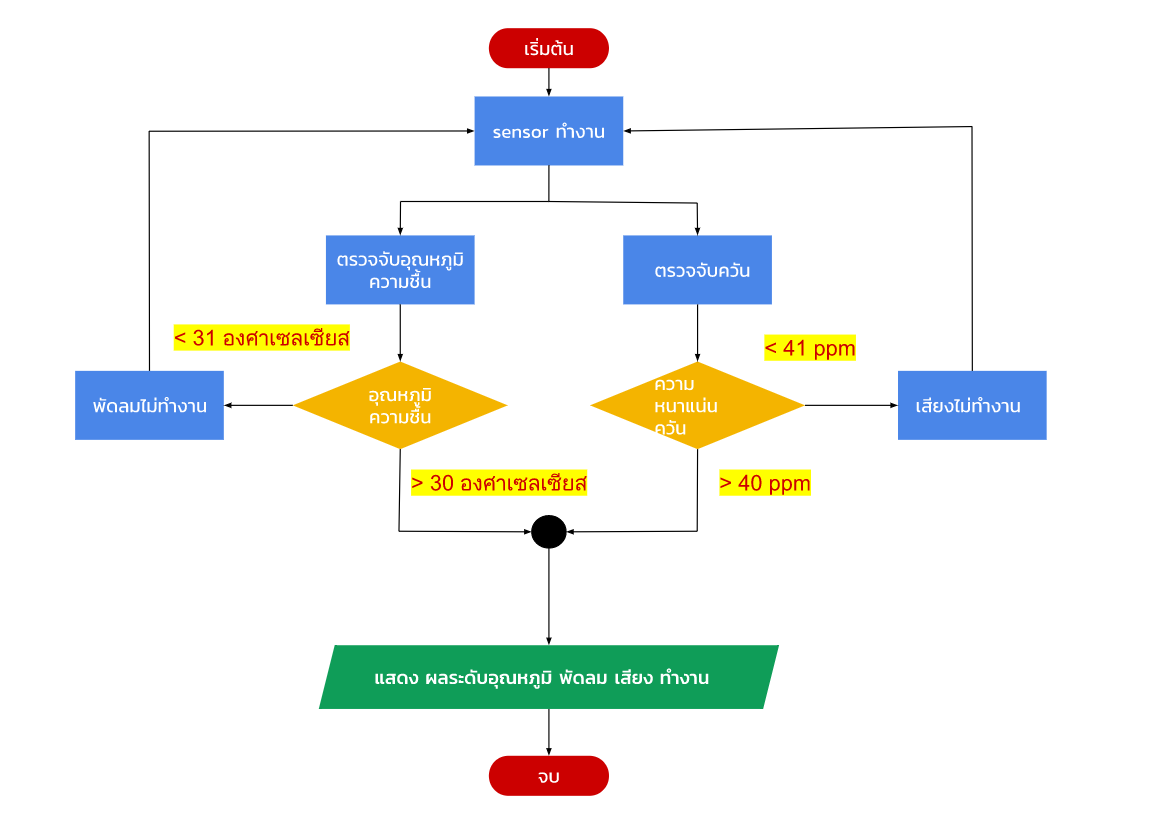 เริ่มต้น
sensor ทำงาน
ตรวจจับอุณหภูมิ
ความชื้น
ตรวจจับควัน
< 31 องศาเซลเซียส
< 41 ppm
พัดลมไม่ทำงาน
อุณหภูมิ
ความชื้น
ความ
หนาแน่น
ควัน
เสียงไม่ทำงาน
> 30 องศาเซลเซียส
> 40 ppm
แสดง ผลระดับอุณหภูมิ พัดลม เสียง ทำงาน
จบ